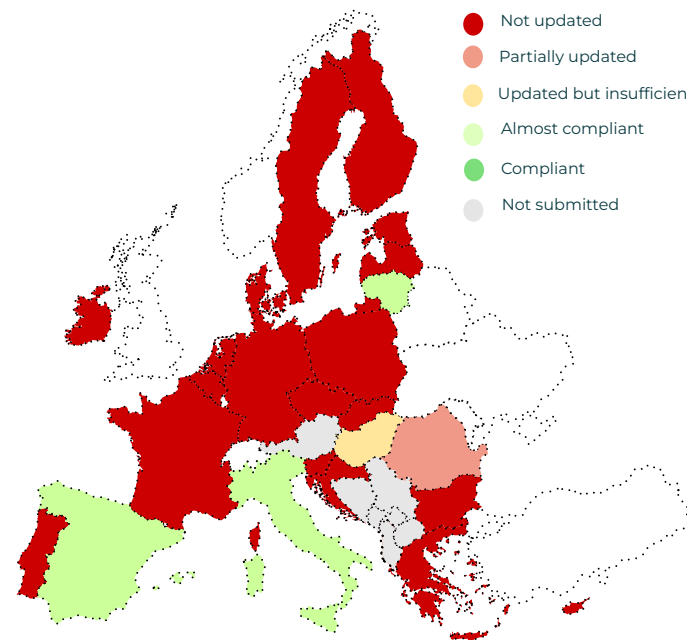 Not updated
Partially updated
Updated but insufficien
Almost compliant
Compliant
Not submitted